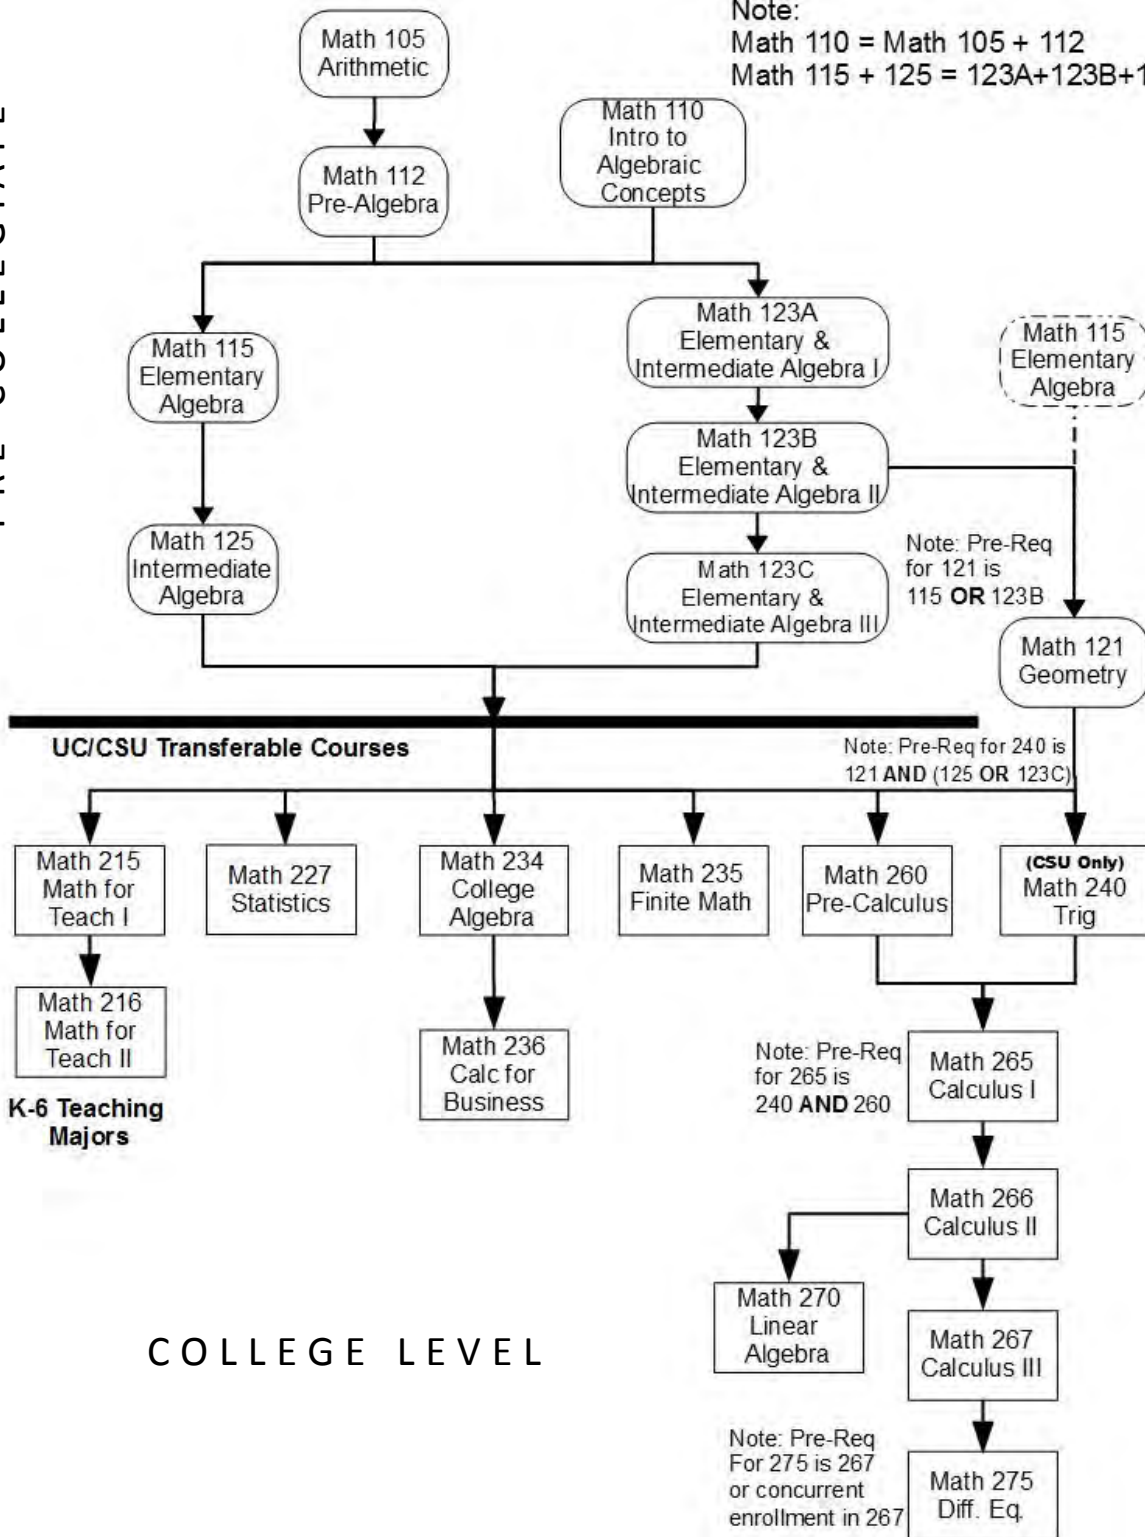 Note:
Math 110 = Math 105 + 112
Math 115 + 125 = 123A+123B+1
Math 105
Arithmetic
Math 110
Intro to
Algebraic
Concepts
Math 112
Pre-Algebra
Math 115
Elementary
Algebra
Math 123A
Elementary &
Intermediate Algebra I
Math 115
Elementary
Algebra
Math 123B
Elementary &
Intermediate Algebra II
Math 125
Intermediate
Algebra
Math 123C
Elementary &
Intermediate Algebra III
Note: Pre-Req
for 121 is
115 OR 123B
Math 121
Geometry
UC/CSU Transferable Courses
Note: Pre-Req for 240 is
121 AND (125 OR 123C)
Math 215
Math for
Teach I
Math 227
Statistics
Math 234
College
Algebra
Math 235
Finite Math
Math 260
Pre-Calculus
(CSU Only)
Math 240
Trig
Math 216
Math for
Teach II
K-6 Teaching
Majors
Math 236
Calc for
Business
Note: Pre-Req
for 265 is
240 AND 260
Math 265
Calculus I
Math 266
Calculus II
Math 270
Linear
Algebra
Math 267
Calculus III
COLLEGE LEVEL
Note: Pre-Req
For 275 is 267
or concurrent
enrollment in 267
Math 275
Diff. Eq.